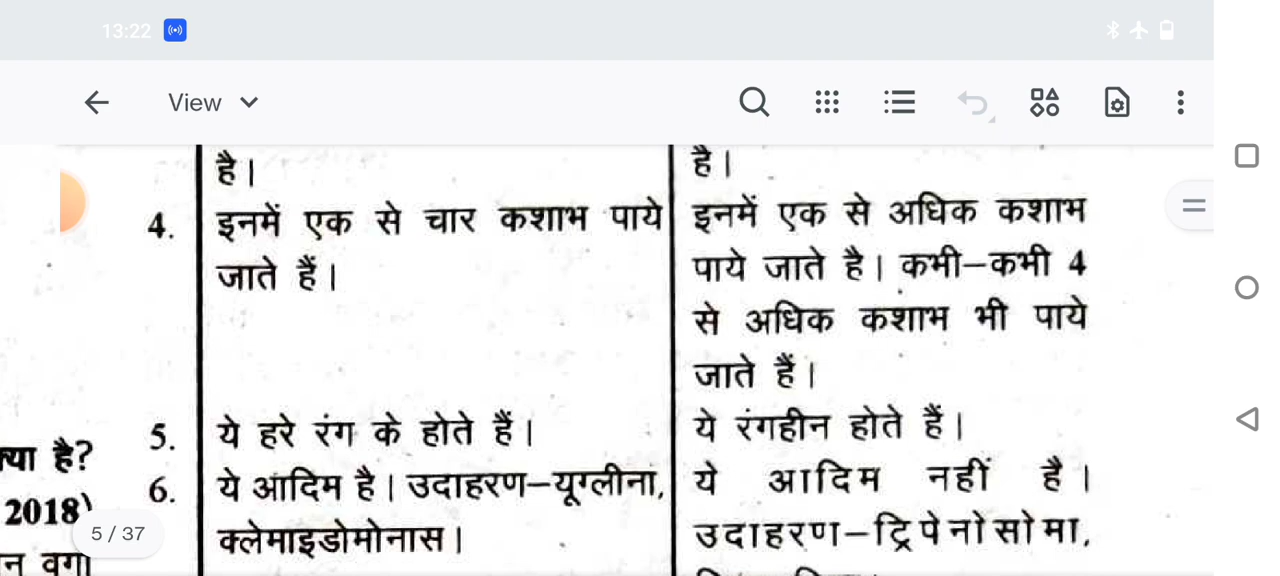 13:22
View
है।
है।
4.
इनमें एक से चार कशाभ पाये
जाते हैं।
इनमें एक से अधिक कशाभ
पाये जाते है। कभी–कभी 4
से अधिक कशाभ भी पाये
जाते हैं।
5.
ये हरे रंग के होते हैं।
ये रंगहीन होते हैं।
6.
ये आदिम है। उदाहरण–यूग्लीना,
क्लेमाइडोमोनास।
ये आदिम नहीं है।
उदाहरण–ट्रिपेनोसोमा,
है?
2018)
5 / 37